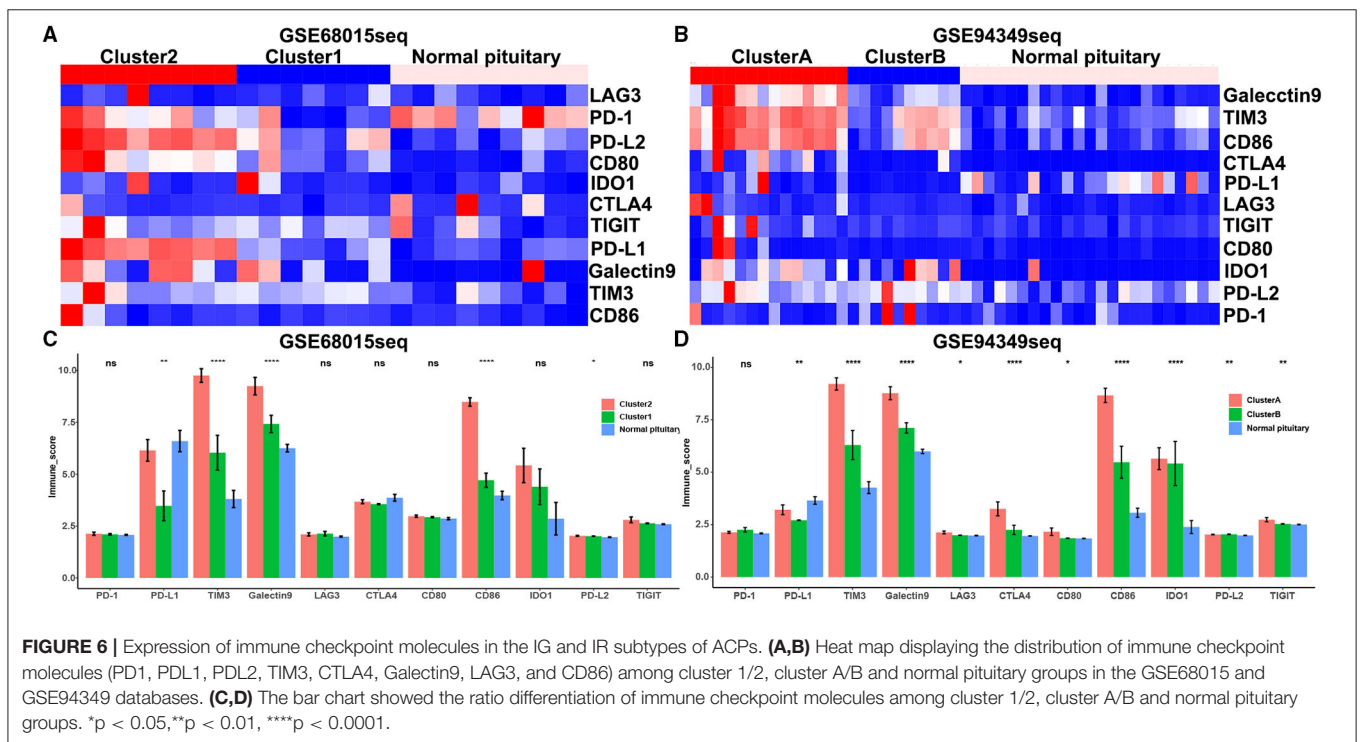 A
GSE68015seq
Cluster2 Cluster1 Normal pituitary
LAG3
PD-1
PD-L2
CD80
IDO1
CTLA4
TIGIT
PD-L1
Galectin9
TIM3
CD86
B
GSE94349seq
ClusterA ClusterB Normal pituitary
Galecctin9
TIM3
CD86
CTLA4
PD-L1
LAG3
TIGIT
CD80
IDO1
PD-L2
PD-1
C
GSE68015seq
ns ** **** **** ns ns ns **** ns * ns
10.0
7.5
5.0
2.5
0.0
Immune_score
Cluster2
Cluster1
Normal pituitary
PD-1 PD-L1 TIM3 Galectin9 LAG3 CTLA4 CD80 CD86 IDO1 PD-L2 TIGIT
D
GSE94349seq
ns ** **** **** * **** * **** **** ** **
10.0
7.5
5.0
2.5
0.0
Immune_score
ClusterA
ClusterB
Normal pituitary
PD-1 PD-L1 TIM3 Galectin9 LAG3 CTLA4 CD80 CD86 IDO1 PD-L2 TIGIT
FIGURE 6 | Expression of immune checkpoint molecules in the IG and IR subtypes of ACPs. (A,B) Heat map displaying the distribution of immune checkpoint
molecules (PD1, PDL1, PDL2, TIM3, CTLA4, Galectin9, LAG3, and CD86) among cluster 1/2, cluster A/B and normal pituitary groups in the GSE68015 and
GSE94349 databases. (C,D) The bar chart showed the ratio differentiation of immune checkpoint molecules among cluster 1/2, cluster A/B and normal pituitary
groups. *p < 0.05,**p < 0.01, ****p < 0.0001.